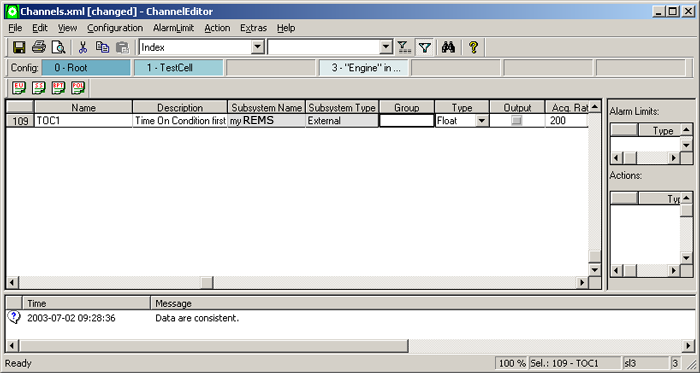 Channels.xml [changed] - ChannelEditor
File Edit View Configuration AlarmLimit Action Extras Help
Index
Config: 0 - Root 1 - TestCell 3 - "Engine" in ...
Name Description Subsystem Name Subsystem Type Group Type Output Acq. Rat
109 TOC1 Time On Condition first myREMS External Float 200
Alarm Limits:
Type
Actions:
Typ
Time Message
2003-07-02 09:28:36 Data are consistent.
Ready 100 % Sel.: 109 - TOC1 sl3 3